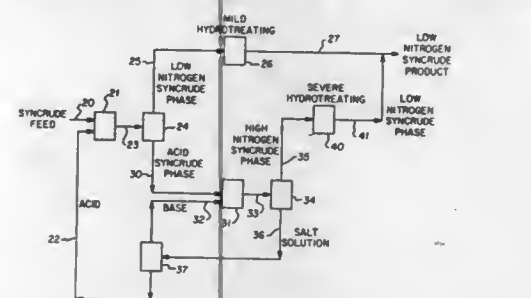 MILD
HYDROTREATING
27
25
26
LOW
NITROGEN
SYNCRUDE
PRODUCT
LOW
NITROGEN
SYNCRUDE
PHASE
21
20
SYNCRUDE
FEED
23
24
SEVERE
HYDROTREATING
40
41
LOW
NITROGEN
SYNCRUDE
PHASE
HIGH
NITROGEN
SYNCRUDE
PHASE
35
ACID
SYNCRUDE
PHASE
30
ACID
22
BASE
32
31
33
34
36
SALT
SOLUTION
37